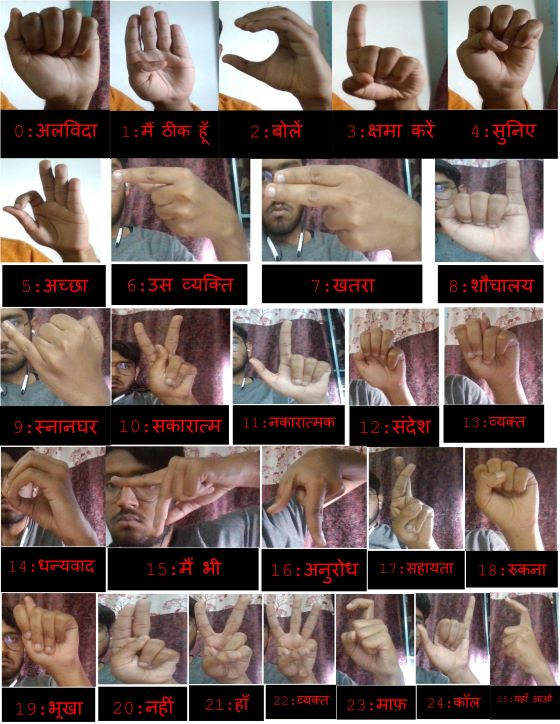 0:अलविदा
1:मैं ठीक हूँ
2:बोलें
3:क्षमा करें
4:सुनिए
5:अच्छा
6:उस व्यक्ति
7:खतरा
8:शौचालय
9:स्नानघर
10:सकारात्म
11:नकारात्मक
12:संदेश
13:व्यक्त
14:धन्यवाद
15:मैं भी
16:अनुरोध
17:सहायता
18:रुकना
19:भूखा
20:नहीं
21:हाँ
22:व्यक्त
23:माफ़
24:कॉल
25:यहाँ आओ